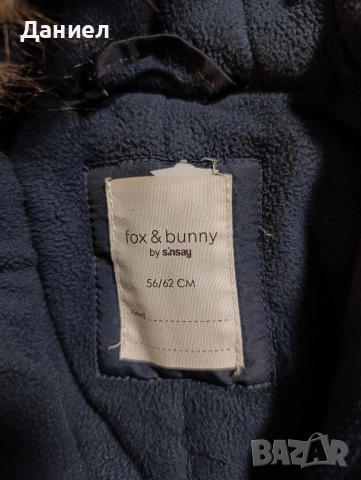 Даниел
fox & bunny
by sinsay
56/62 CM
NAME
BAZAR